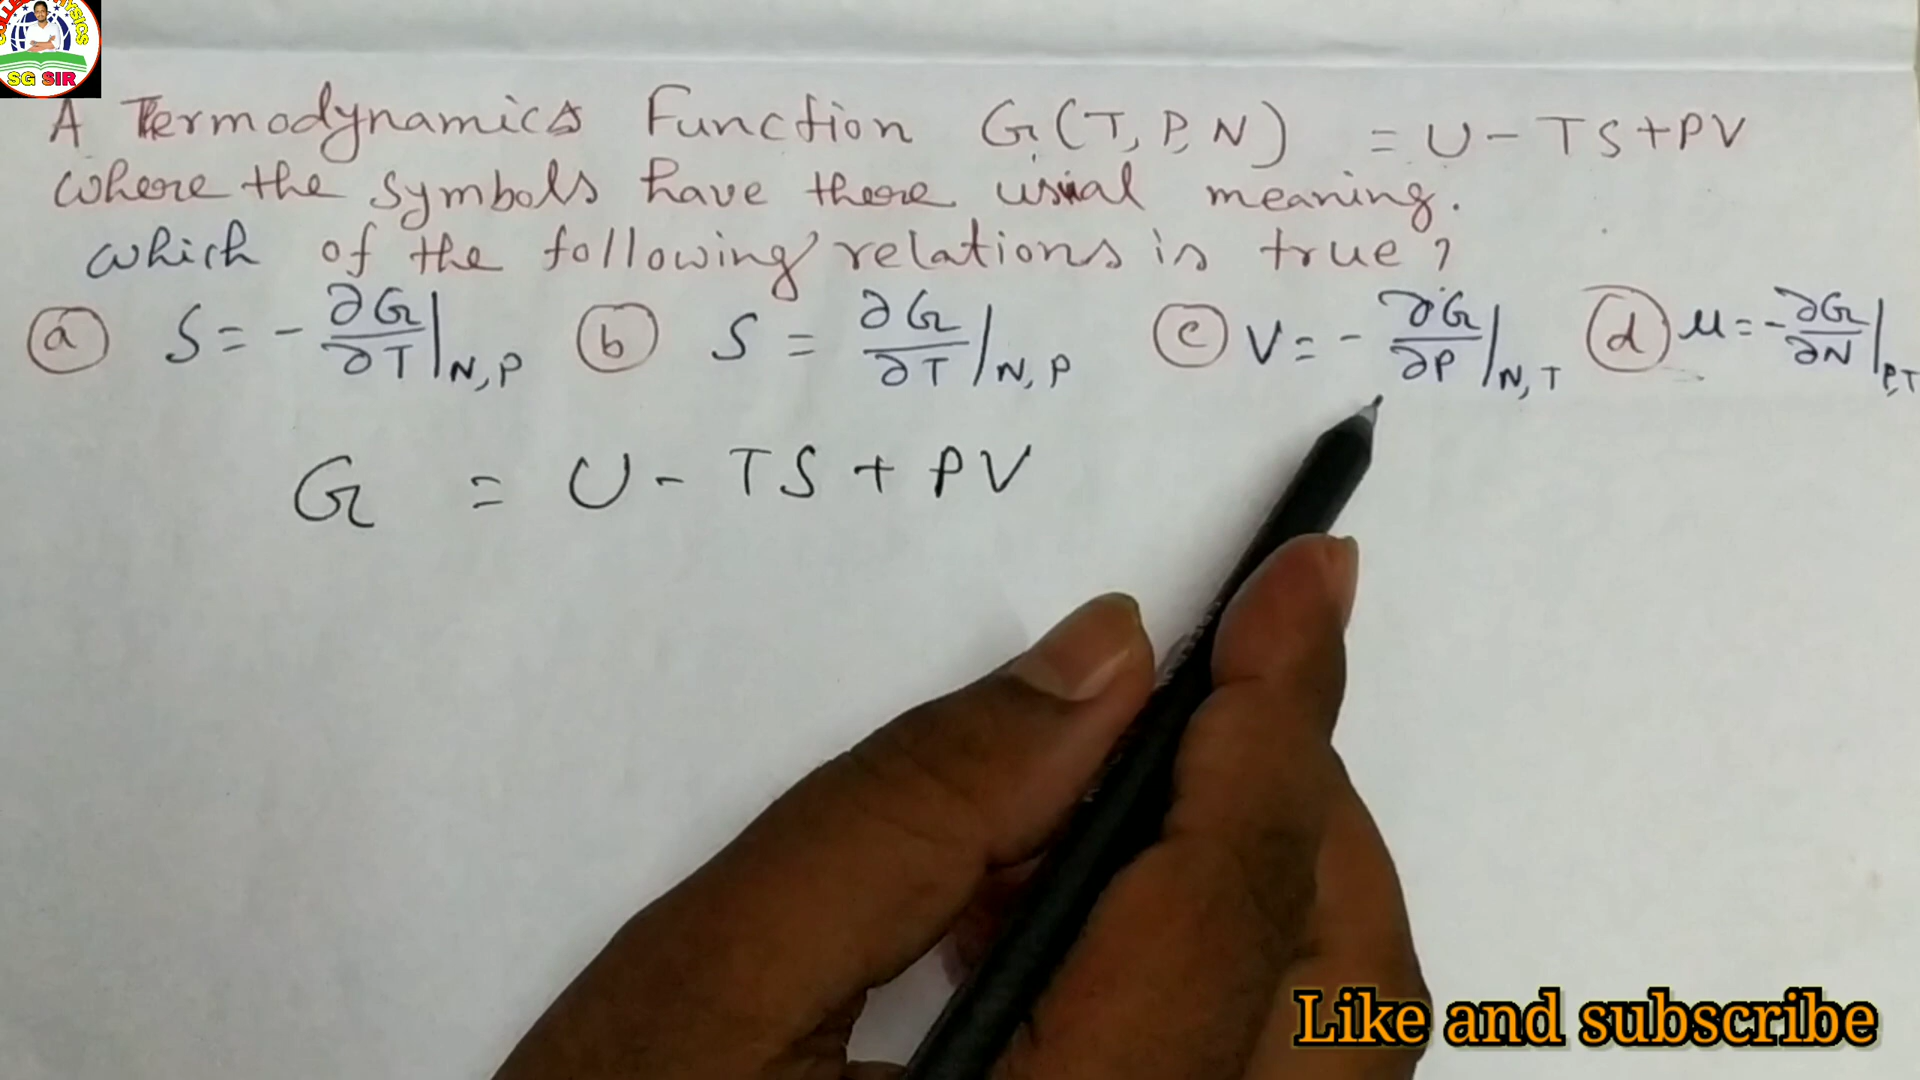 SG SIR
A Termodynamics Function G(T, P, N) = U - TS + PV
where the symbols have there usual meaning.
which of the following relations is true?
(a) S = - ∂G/∂T|N,P (b) S = ∂G/∂T|N,P (c) V = - ∂G/∂P|N,T (d) μ = - ∂G/∂N|P,T
G = U - TS + PV
Like and subscribe